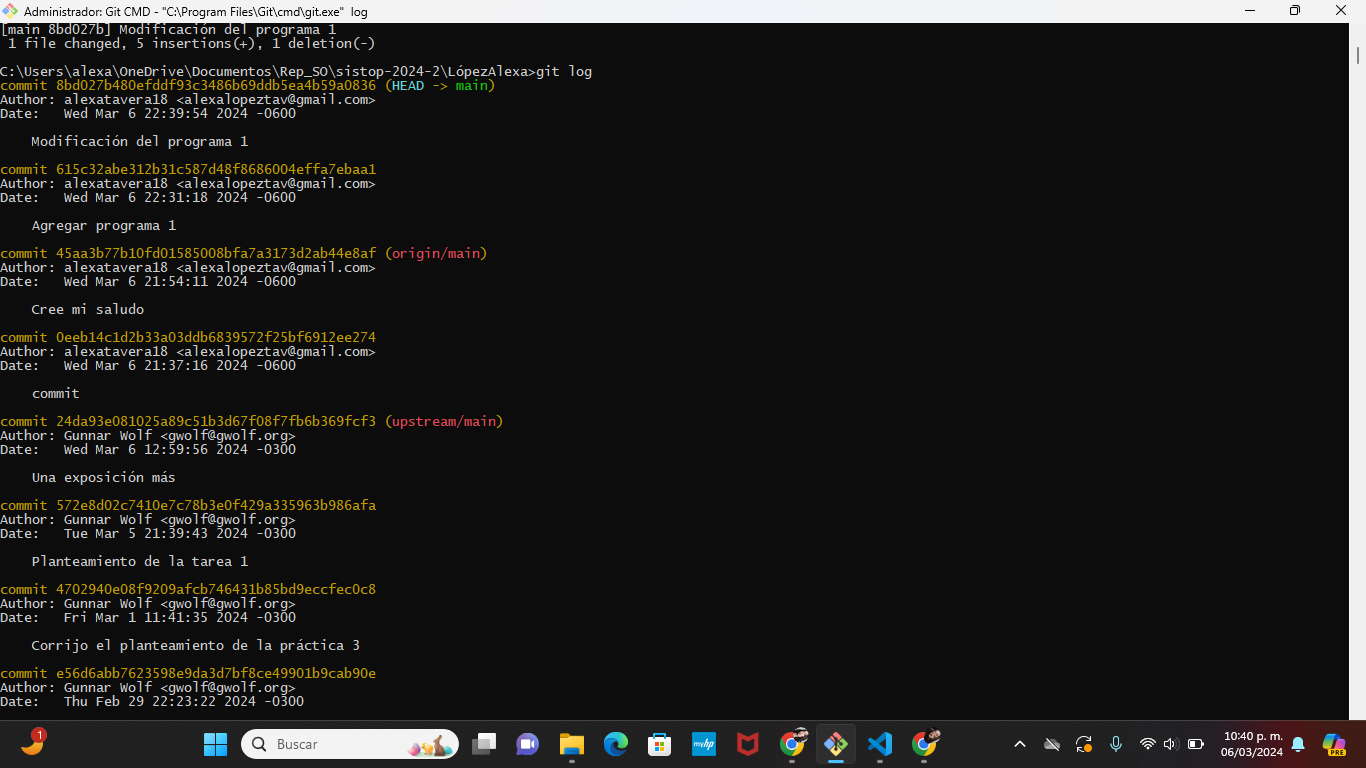 Administrador: Git CMD - "C:\Program Files\Git\cmd\git.exe" log
[main 8bd027b] Modificación del programa 1
1 file changed, 5 insertions(+), 1 deletion(-)
C:\Users\alexa\OneDrive\Documentos\Rep_SO\sistop-2024-2\LópezAlexa>git log
commit 8bd027b480efddf93c3486b69ddb5ea4b59a0836 (HEAD -> main)
Author: alexatavera18 <alexalopeztav@gmail.com>
Date:   Wed Mar 6 22:39:54 2024 -0600
Modificación del programa 1
commit 615c32abe312b31c587d48f8686004effa7ebaa1
Author: alexatavera18 <alexalopeztav@gmail.com>
Date:   Wed Mar 6 22:31:18 2024 -0600
Agregar programa 1
commit 45aa3b77b10fd01585008bfa7a3173d2ab44e8af (origin/main)
Author: alexatavera18 <alexalopeztav@gmail.com>
Date:   Wed Mar 6 21:54:11 2024 -0600
Cree mi saludo
commit 0eeb14c1d2b33a03ddb6839572f25bf6912ee274
Author: alexatavera18 <alexalopeztav@gmail.com>
Date:   Wed Mar 6 21:37:16 2024 -0600
commit
commit 24da93e081025a89c51b3d67f08f7fb6b369fcf3 (upstream/main)
Author: Gunnar Wolf <gwolf@gwolf.org>
Date:   Wed Mar 6 12:59:56 2024 -0300
Una exposición más
commit 572e8d02c7410e7c78b3e0f429a335963b986afa
Author: Gunnar Wolf <gwolf@gwolf.org>
Date:   Tue Mar 5 21:39:43 2024 -0300
Planteamiento de la tarea 1
commit 4702940e08f9209afcb746431b85bd9eccfec0c8
Author: Gunnar Wolf <gwolf@gwolf.org>
Date:   Fri Mar 1 11:41:35 2024 -0300
Corrijo el planteamiento de la práctica 3
commit e56d6abb7623598e9da3d7bf8ce49901b9cab90e
Author: Gunnar Wolf <gwolf@gwolf.org>
Date:   Thu Feb 29 22:23:22 2024 -0300
1
Buscar
myhp
10:40 p. m.
06/03/2024
PRE